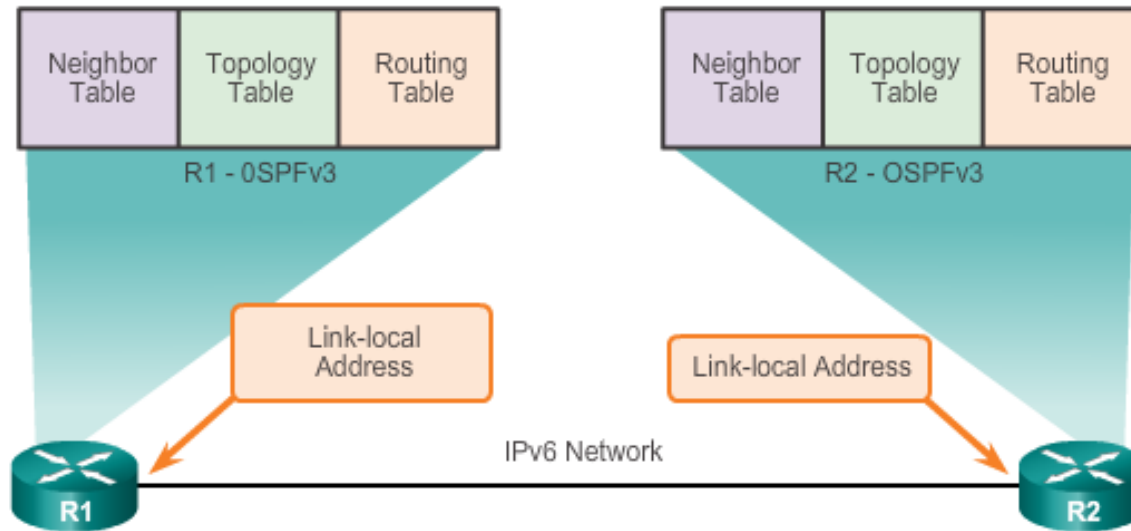 Neighbor
Table
Topology
Table
Routing
Table
R1 - 0SPFv3
Neighbor
Table
Topology
Table
Routing
Table
R2 - OSPFv3
Link-local
Address
Link-local Address
IPv6 Network
R1
R2